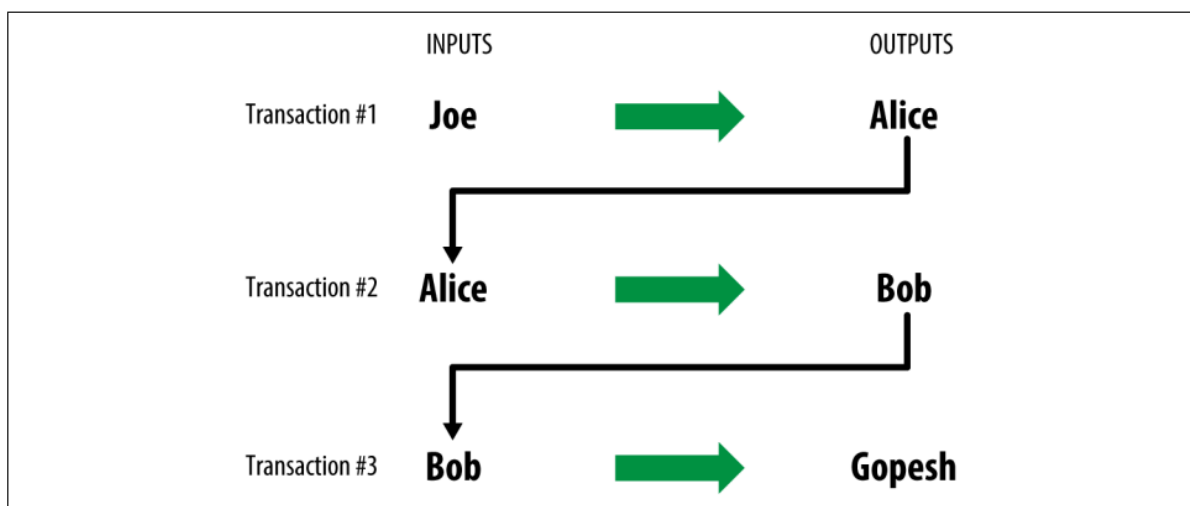 INPUTS OUTPUTS
Transaction #1 Joe Alice
Transaction #2 Alice Bob
Transaction #3 Bob Gopesh